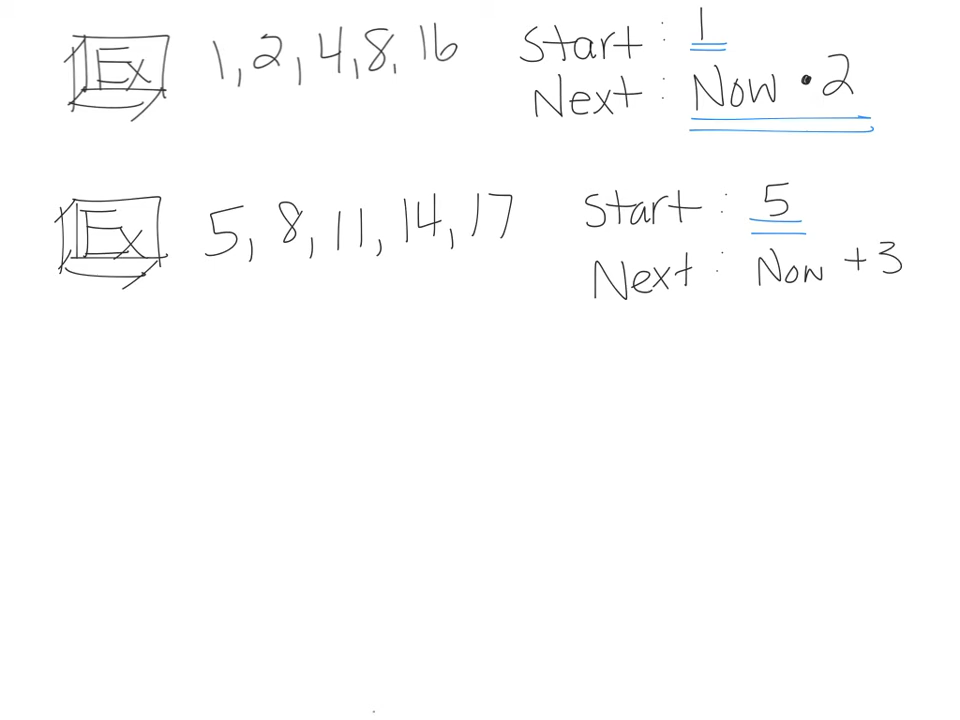 Ex 1, 2, 4, 8, 16 Start : 1
Next : Now • 2
Ex 5, 8, 11, 14, 17 Start : 5
Next : Now + 3